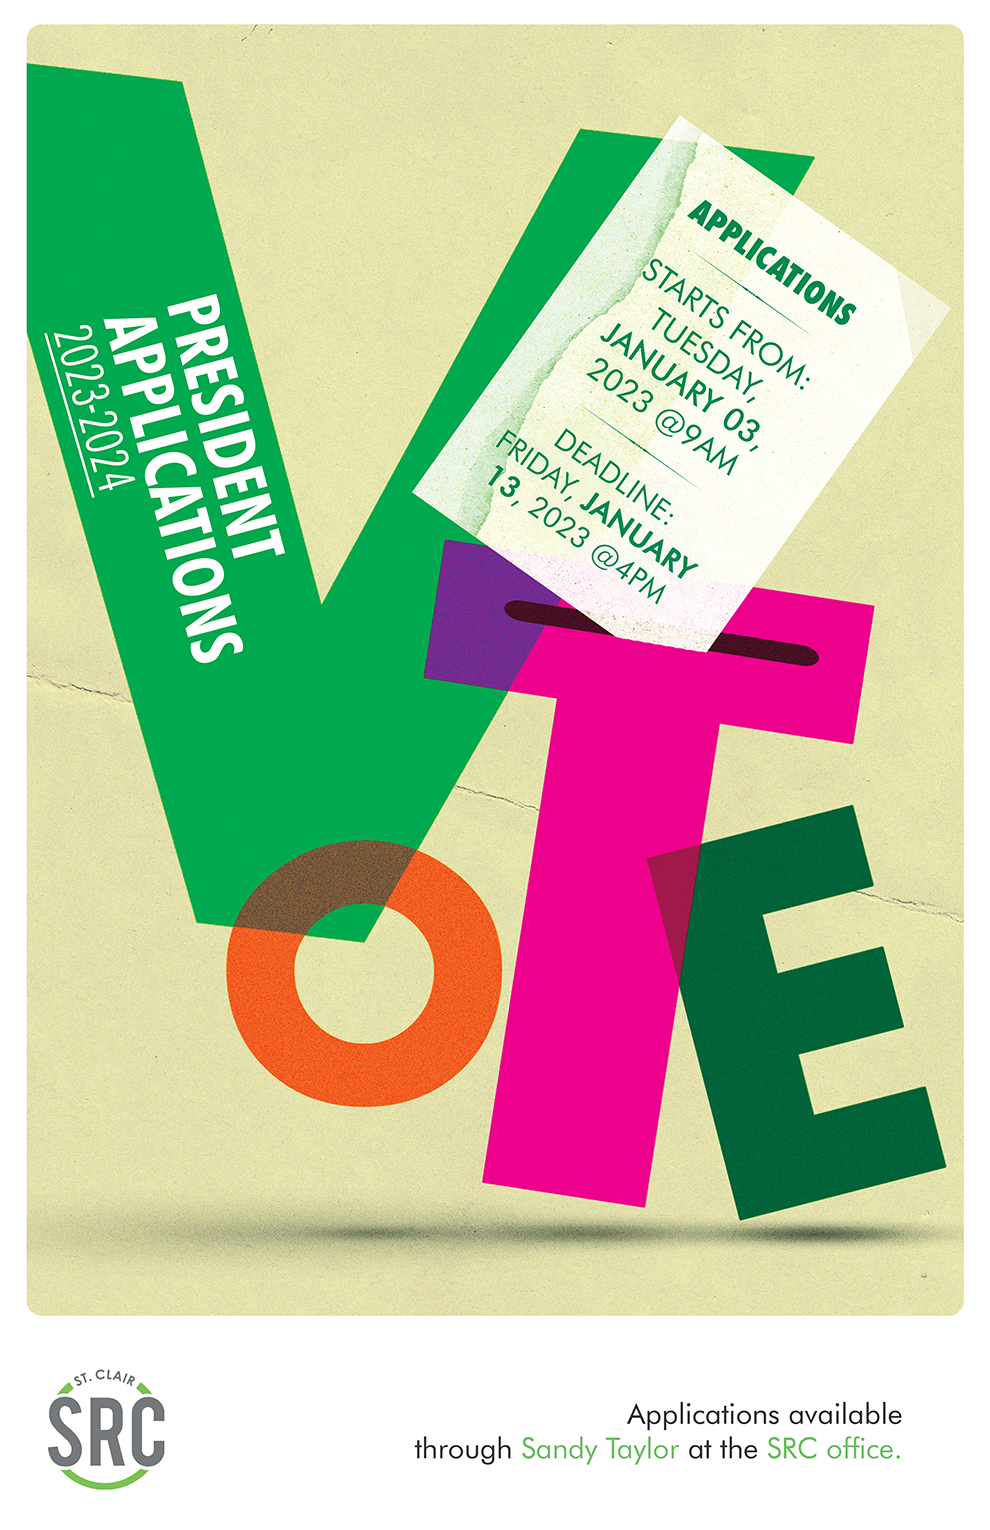 VOTE
PRESIDENT
APPLICATIONS
2023-2024
APPLICATIONS
STARTS FROM:
TUESDAY,
JANUARY 03,
2023 @9AM
DEADLINE:
FRIDAY, JANUARY
13, 2023 @4PM
ST. CLAIR
SRC
Applications available
through Sandy Taylor at the SRC office.